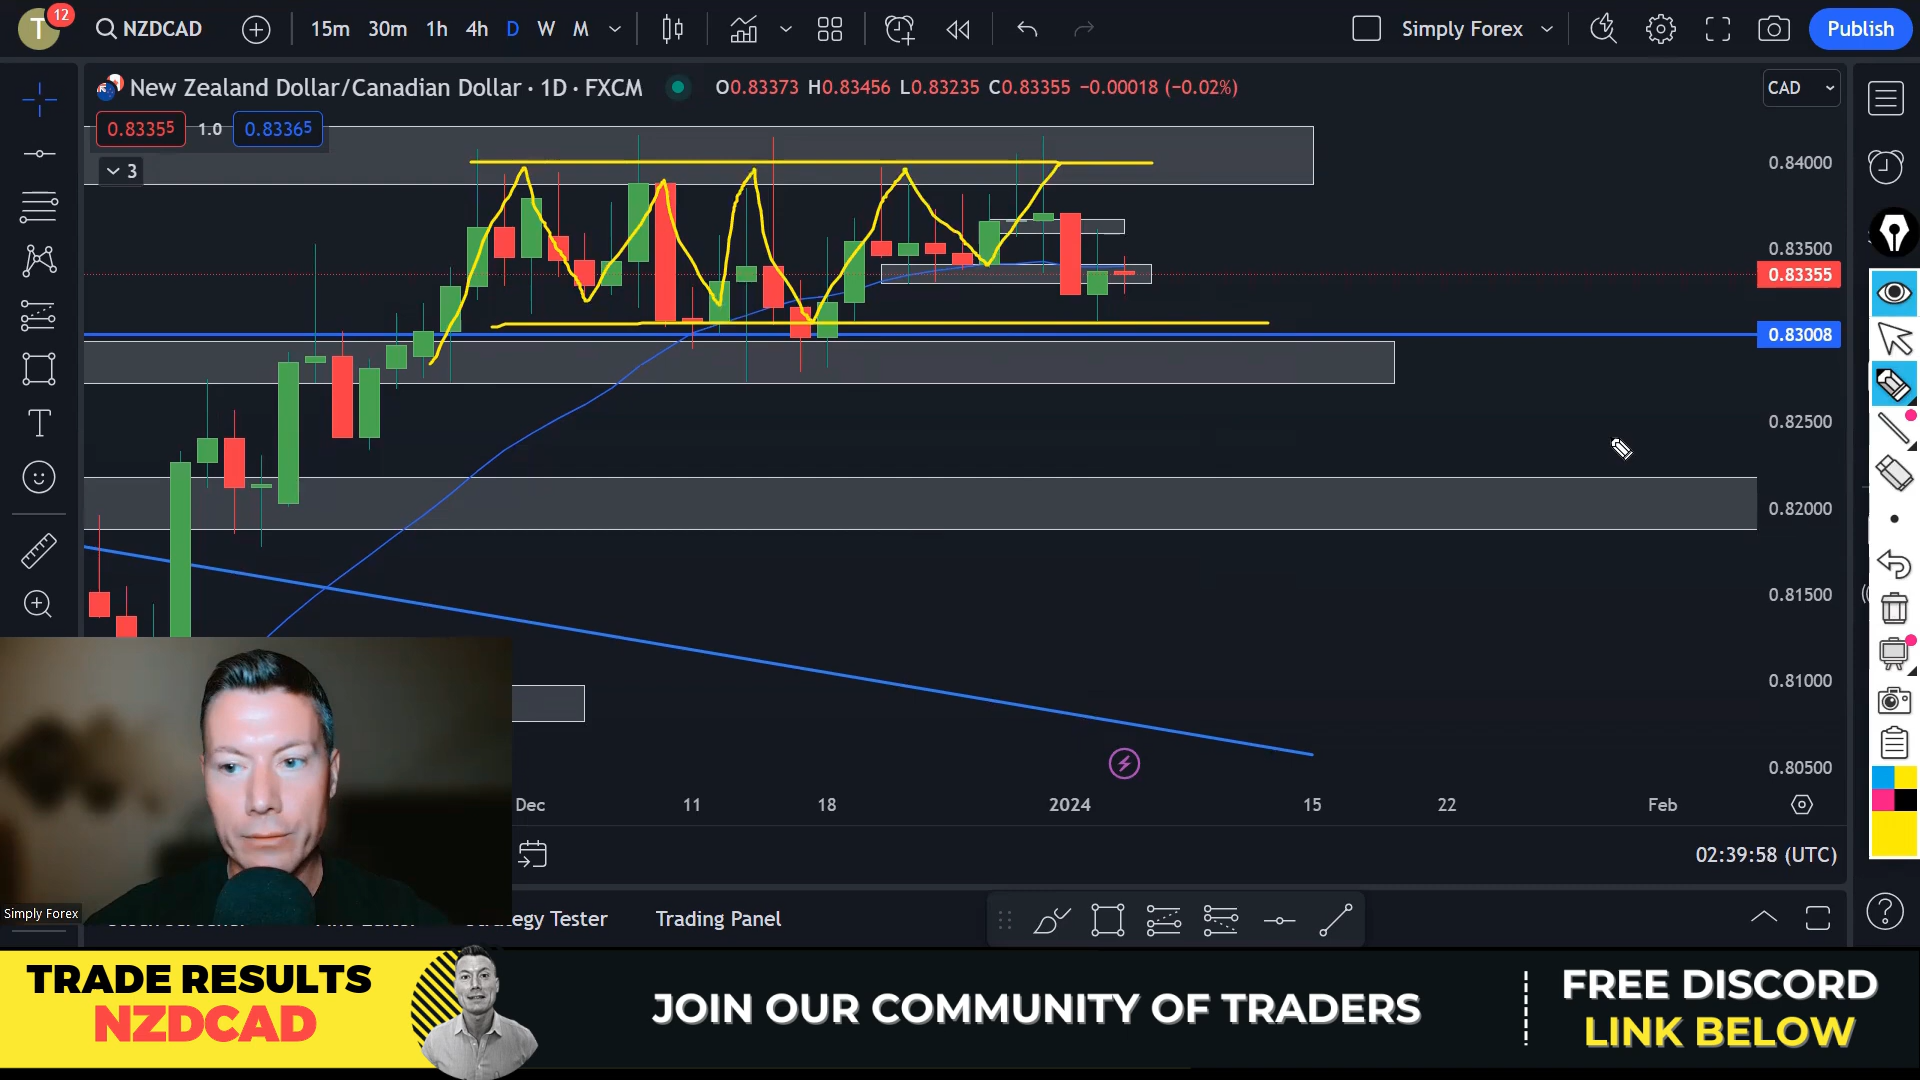 T
12
NZDCAD
15m 30m 1h 4h D W M
Simply Forex
Publish
New Zealand Dollar/Canadian Dollar · 1D · FXCM
O0.83373 H0.83456 L0.83235 C0.83355 −0.00018 (−0.02%)
CAD
0.83355 1.0 0.83365
3
0.84000
0.83500
0.83355
0.83008
0.82500
0.82000
0.81500
0.81000
0.80500
Dec 11 18 2024 15 22 Feb
02:39:58 (UTC)
Simply Forex
egy Tester
Trading Panel
TRADE RESULTS
NZDCAD
JOIN OUR COMMUNITY OF TRADERS
FREE DISCORD
LINK BELOW